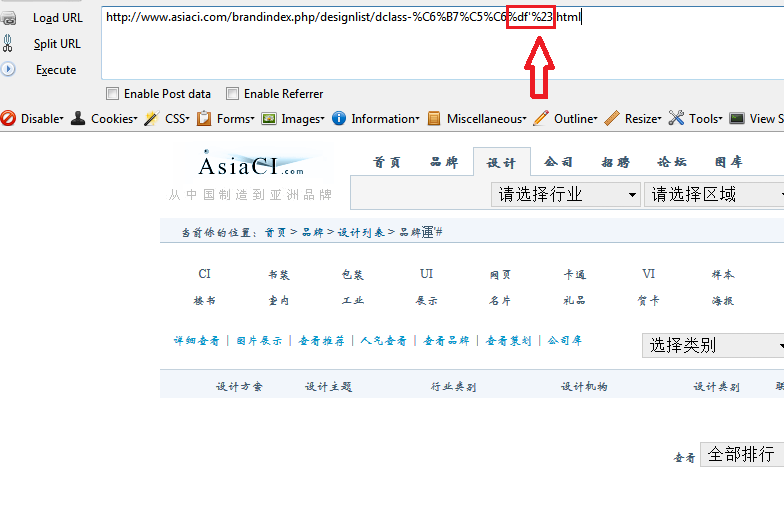 Load URL
http://www.asiaci.com/brandindex.php/designlist/dclass-%C6%B7%C5%C6%df'%23.html
Split URL
Execute
Enable Post data Enable Referrer
Disable Cookies CSS Forms Images Information Miscellaneous Outline Resize Tools View S
AsiaCI.com
首页 品牌 设计 公司 招聘 论坛 图库
从中国制造到亚洲品牌
请选择行业 请选择区域
当前你的位置: 首页 > 品牌 > 设计列表 > 品牌運'#
CI 书装 包装 UI 网页 卡通 VI 样本
楼书 室内 工业 展示 名片 礼品 贺卡 海报
详细查看 | 图片展示 | 查看推荐 | 人气查看 | 查看品牌 | 查看策划 | 公司库
选择类别
设计方案 设计主题 行业类别 设计机构 设计类别 联
查看 全部排行